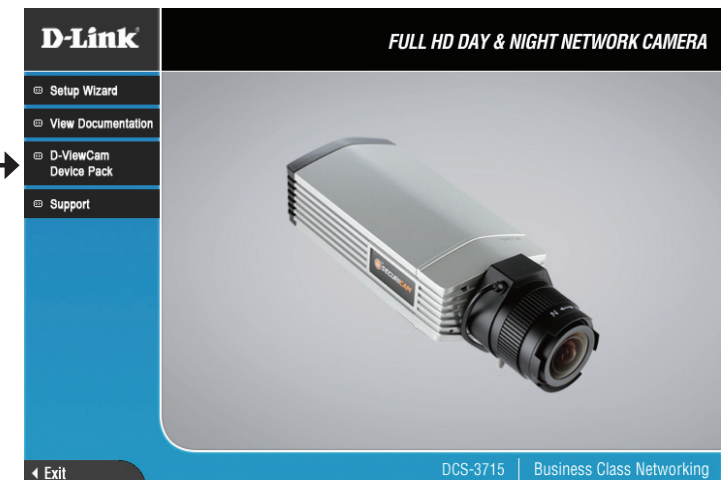 D-Link
FULL HD DAY & NIGHT NETWORK CAMERA
Setup Wizard
View Documentation
D-ViewCam
Device Pack
Support
SECURICAM
N
Exit
DCS-3715 | Business Class Networking